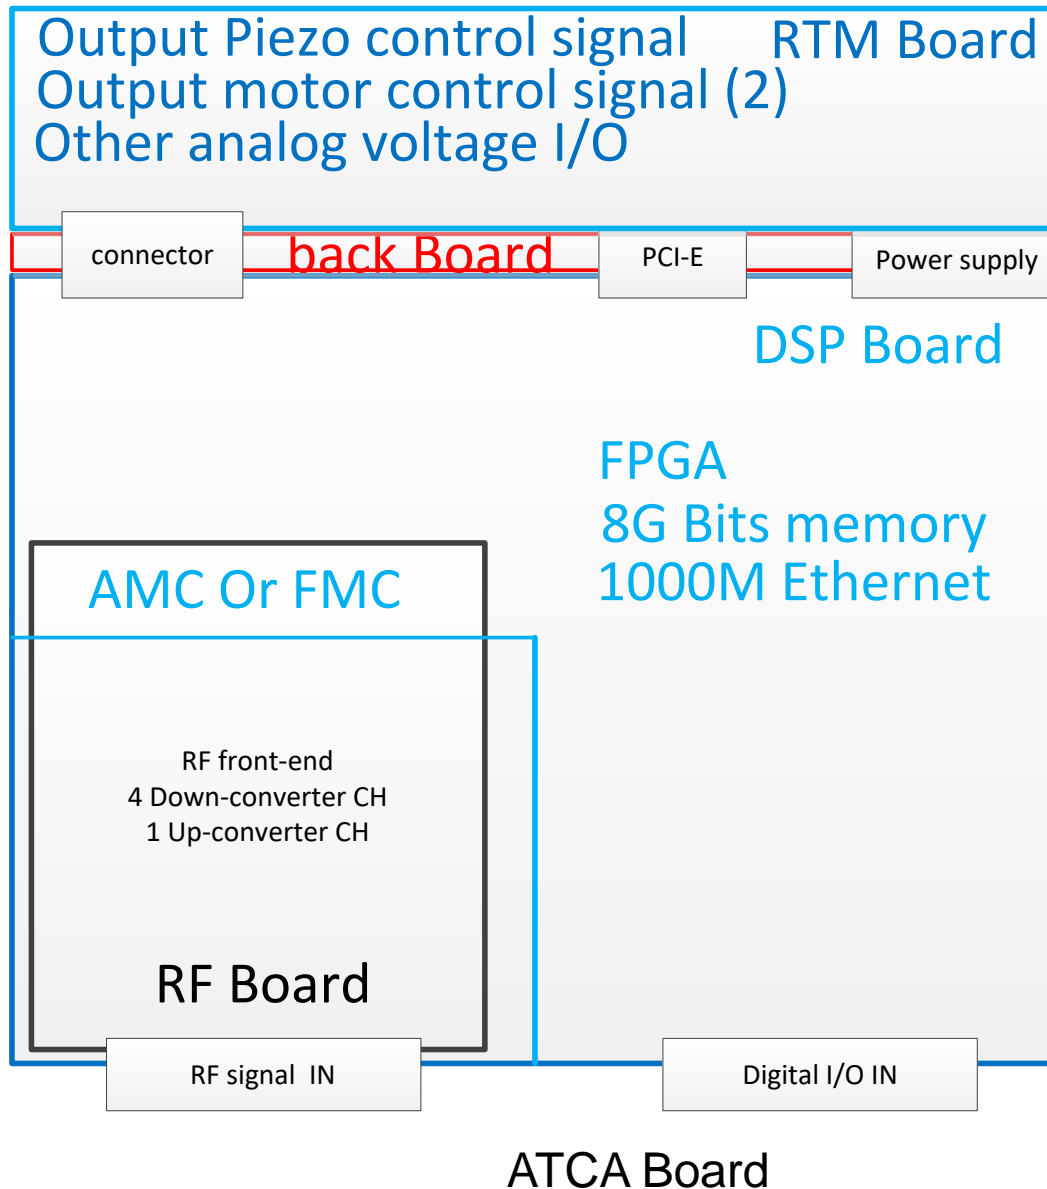 Output Piezo control signal RTM Board
Output motor control signal (2)
Other analog voltage I/O
connector back Board PCI-E Power supply
DSP Board
FPGA
8G Bits memory
1000M Ethernet
AMC Or FMC
RF front-end
4 Down-converter CH
1 Up-converter CH
RF Board
RF signal IN Digital I/O IN
ATCA Board